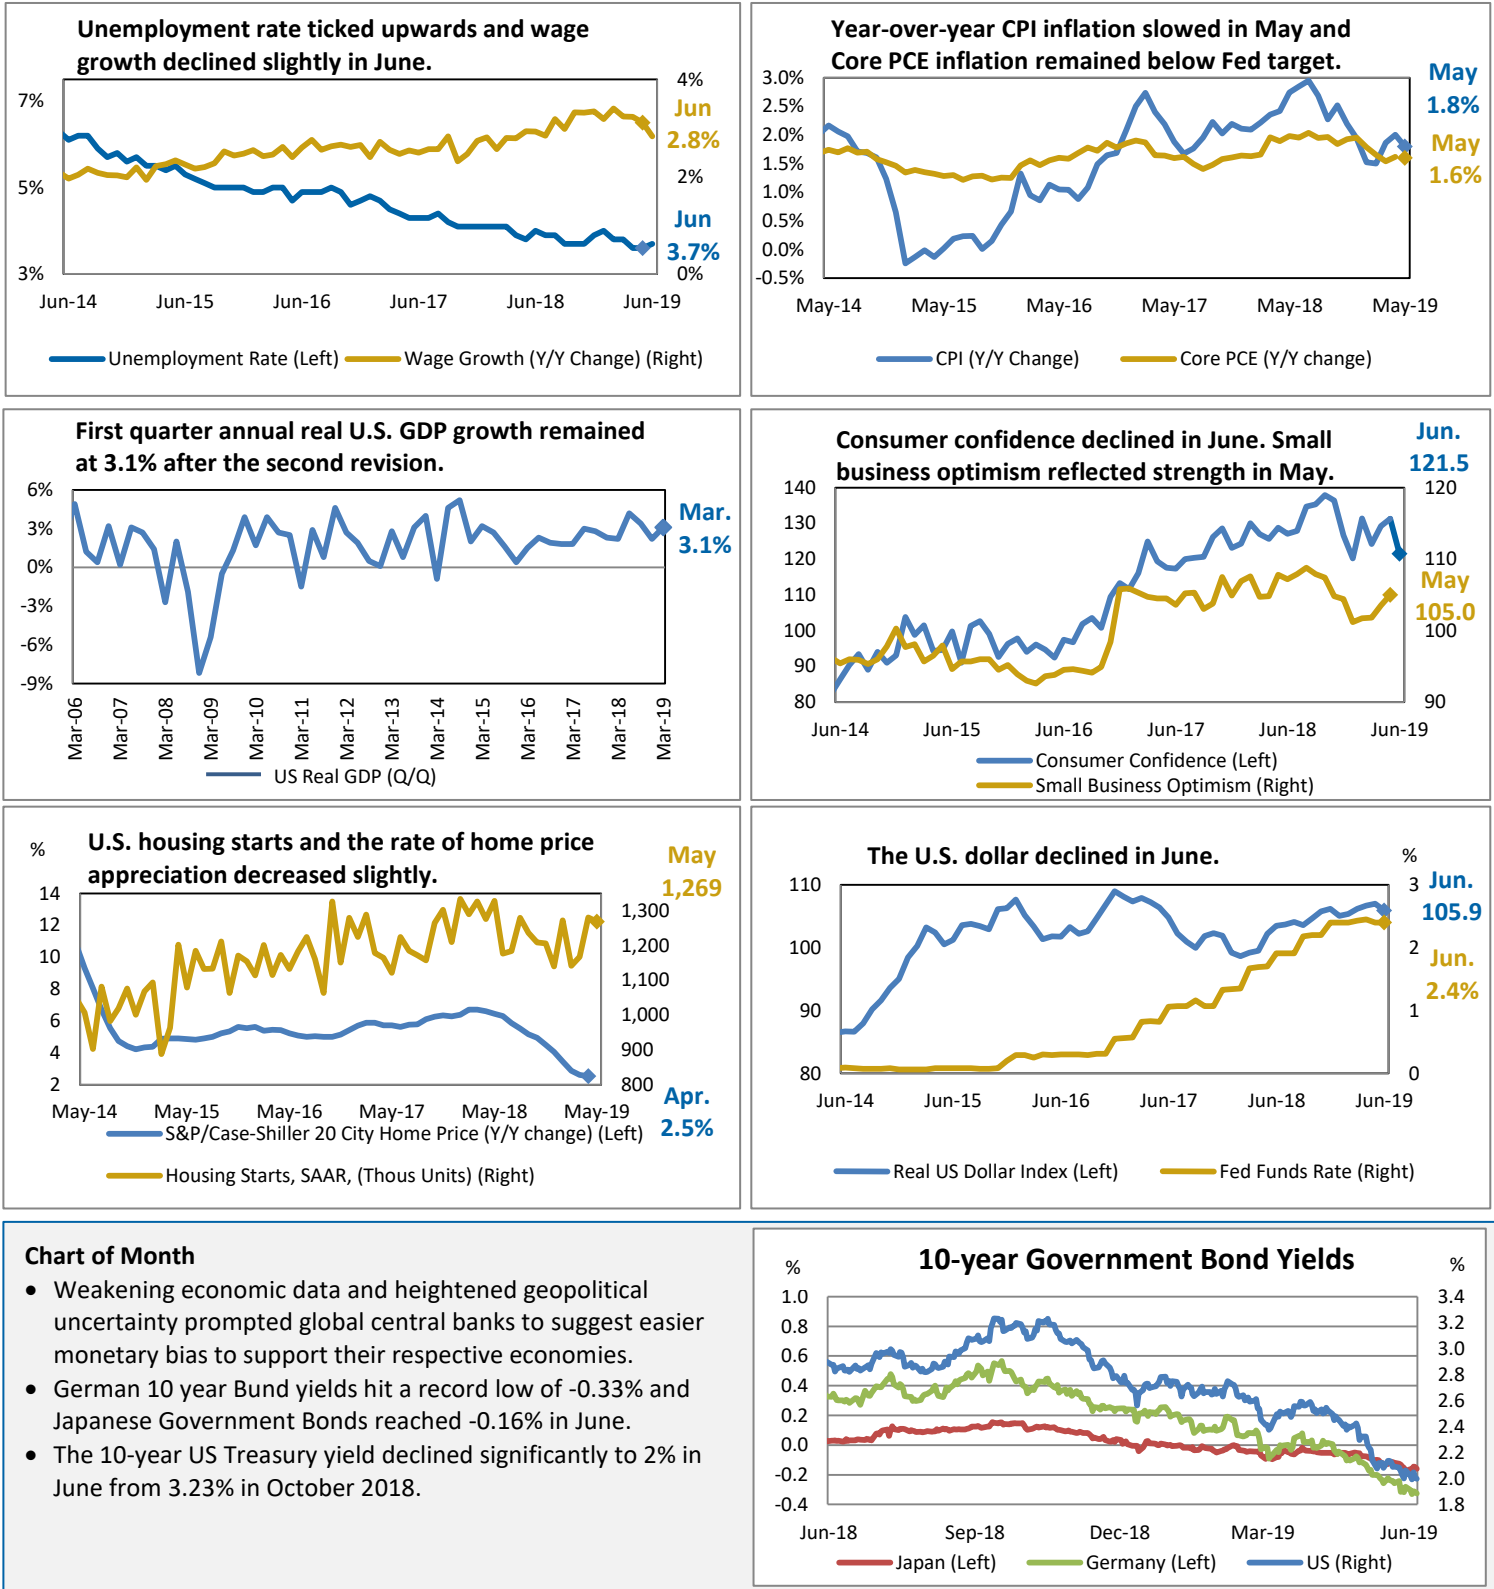 Unemployment rate ticked upwards and wage
growth declined slightly in June.
7%
5%
3%
4%
2%
0%
Jun
2.8%
Jun
3.7%
Jun-14 Jun-15 Jun-16 Jun-17 Jun-18 Jun-19
Unemployment Rate (Left) Wage Growth (Y/Y Change) (Right)
Year-over-year CPI inflation slowed in May and
Core PCE inflation remained below Fed target.
3.0%
2.5%
2.0%
1.5%
1.0%
0.5%
0.0%
-0.5%
May
1.8%
May
1.6%
May-14 May-15 May-16 May-17 May-18 May-19
CPI (Y/Y Change) Core PCE (Y/Y change)
First quarter annual real U.S. GDP growth remained
at 3.1% after the second revision.
6%
3%
0%
-3%
-6%
-9%
Mar.
3.1%
Mar-06 Mar-07 Mar-08 Mar-09 Mar-10 Mar-11 Mar-12 Mar-13 Mar-14 Mar-15 Mar-16 Mar-17 Mar-18 Mar-19
US Real GDP (Q/Q)
Consumer confidence declined in June. Small
business optimism reflected strength in May.
140
130
120
110
100
90
80
120
110
100
90
Jun.
121.5
May
105.0
Jun-14 Jun-15 Jun-16 Jun-17 Jun-18 Jun-19
Consumer Confidence (Left)
Small Business Optimism (Right)
%
U.S. housing starts and the rate of home price
appreciation decreased slightly.
14
12
10
8
6
4
2
May
1,269
1,300
1,200
1,100
1,000
900
800
Apr.
2.5%
May-14 May-15 May-16 May-17 May-18 May-19
S&P/Case-Shiller 20 City Home Price (Y/Y change) (Left)
Housing Starts, SAAR, (Thous Units) (Right)
The U.S. dollar declined in June.
%
110
100
90
80
3
2
1
0
Jun.
105.9
Jun.
2.4%
Jun-14 Jun-15 Jun-16 Jun-17 Jun-18 Jun-19
Real US Dollar Index (Left) Fed Funds Rate (Right)
Chart of Month
• Weakening economic data and heightened geopolitical
uncertainty prompted global central banks to suggest easier
monetary bias to support their respective economies.
• German 10 year Bund yields hit a record low of -0.33% and
Japanese Government Bonds reached -0.16% in June.
• The 10-year US Treasury yield declined significantly to 2% in
June from 3.23% in October 2018.
10-year Government Bond Yields
%
%
1.0
0.8
0.6
0.4
0.2
0.0
-0.2
-0.4
3.4
3.2
3.0
2.8
2.6
2.4
2.2
2.0
1.8
Jun-18 Sep-18 Dec-18 Mar-19 Jun-19
Japan (Left) Germany (Left) US (Right)